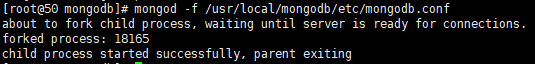 [root@50 mongodb]# mongod -f /usr/local/mongodb/etc/mongodb.conf
about to fork child process, waiting until server is ready for connections.
forked process: 18165
child process started successfully, parent exiting